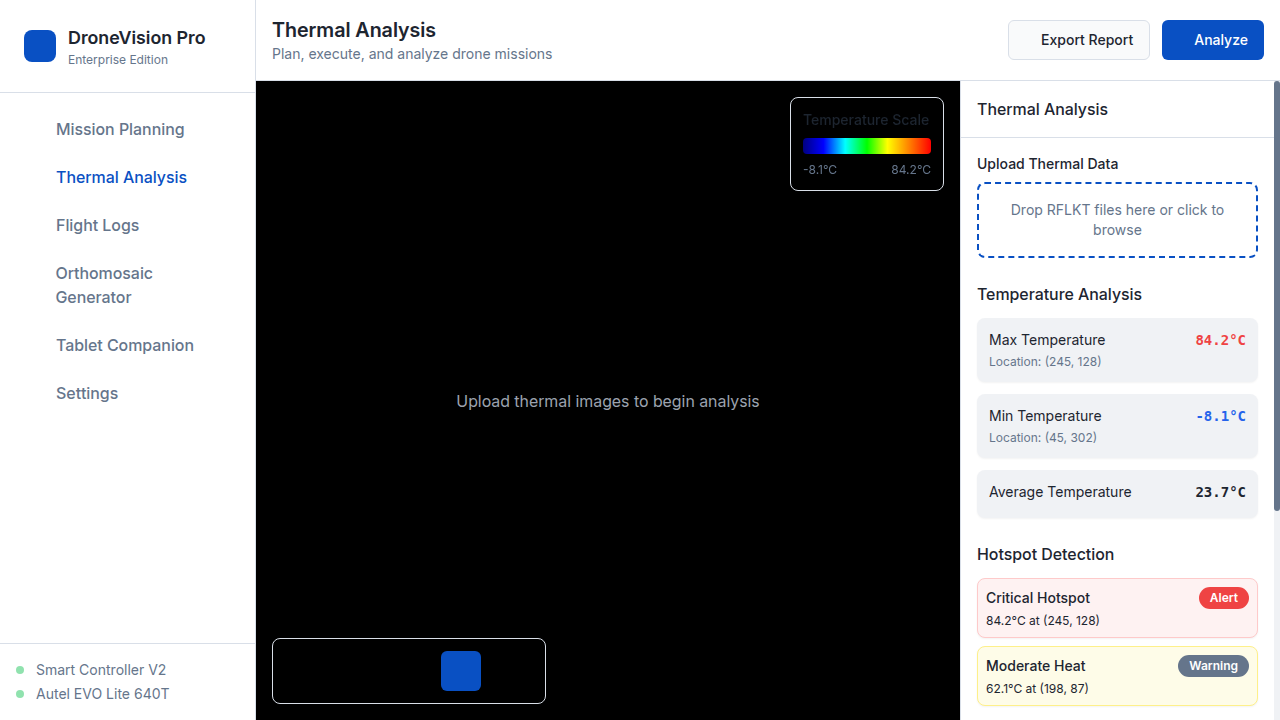 DroneVision Pro
Enterprise Edition
Mission Planning
Thermal Analysis
Flight Logs
Orthomosaic
Generator
Tablet Companion
Settings
Smart Controller V2
Autel EVO Lite 640T
Thermal Analysis
Plan, execute, and analyze drone missions
Export Report
Analyze
Temperature Scale
-8.1°C 84.2°C
Upload thermal images to begin analysis
Thermal Analysis
Upload Thermal Data
Drop RFLKT files here or click to
browse
Temperature Analysis
Max Temperature 84.2°C
Location: (245, 128)
Min Temperature -8.1°C
Location: (45, 302)
Average Temperature 23.7°C
Hotspot Detection
Critical Hotspot Alert
84.2°C at (245, 128)
Moderate Heat Warning
62.1°C at (198, 87)